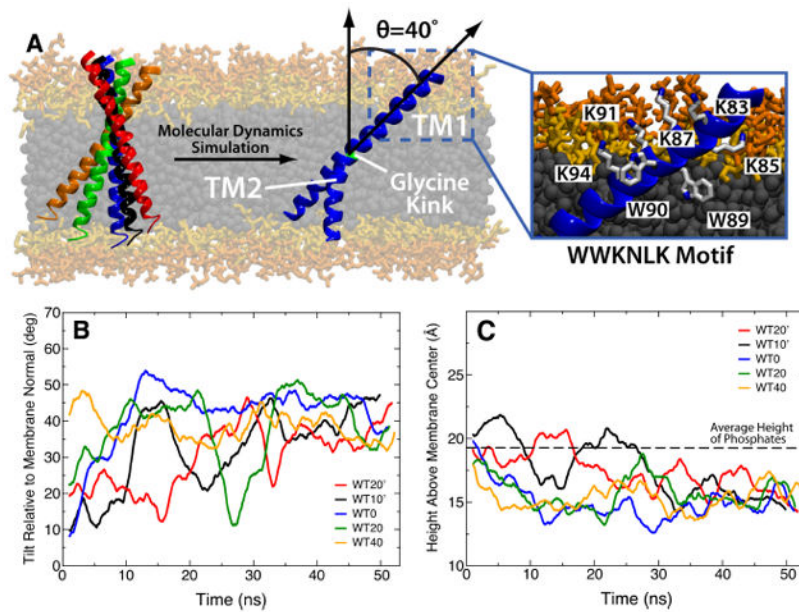 A
θ=40°
Molecular Dynamics
Simulation
TM1
TM2
Glycine
Kink
K91
K83
K87
K94
K85
W90
W89
WWKNLK Motif
B
Tilt Relative to Membrane Normal (deg)
70
60
50
40
30
20
10
0
0
10
20
30
40
50
Time (ns)
WT20'
WT10'
WT0
WT20
WT40
C
Height Above Membrane Center (Å)
25
20
15
10
0
10
20
30
40
50
Time (ns)
WT20'
WT10'
WT0
WT20
WT40
Average Height
of Phosphates